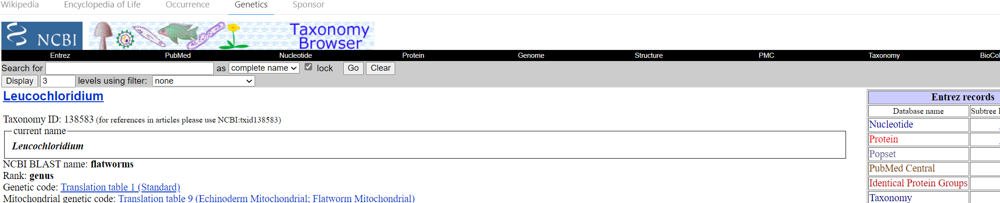 Wikipedia Encyclopedia of Life Occurrence Genetics Sponsor
NCBI
Taxonomy
Browser
Entrez PubMed Nucleotide Protein Genome Structure PMC Taxonomy BioCol
Search for as complete name lock Go Clear
Display 3 levels using filter: none
Leucochloridium
Taxonomy ID: 138583 (for references in articles please use NCBI:txid138583)
current name
Leucochloridium
NCBI BLAST name: flatworms
Rank: genus
Genetic code: Translation table 1 (Standard)
Mitochondrial genetic code: Translation table 9 (Echinoderm Mitochondrial; Flatworm Mitochondrial)
Entrez records
Database name Subtree
Nucleotide
Protein
Popset
PubMed Central
Identical Protein Groups
Taxonomy